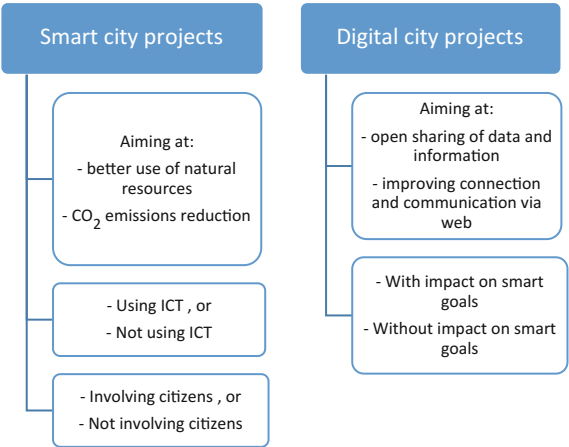 Smart city projects
Aiming at:
- better use of natural
resources
- CO2 emissions reduction
- Using ICT , or
- Not using ICT
- Involving citizens , or
- Not involving citizens
Digital city projects
Aiming at:
- open sharing of data and
information
- improving connection
and communication via
web
- With impact on smart
goals
- Without impact on smart
goals